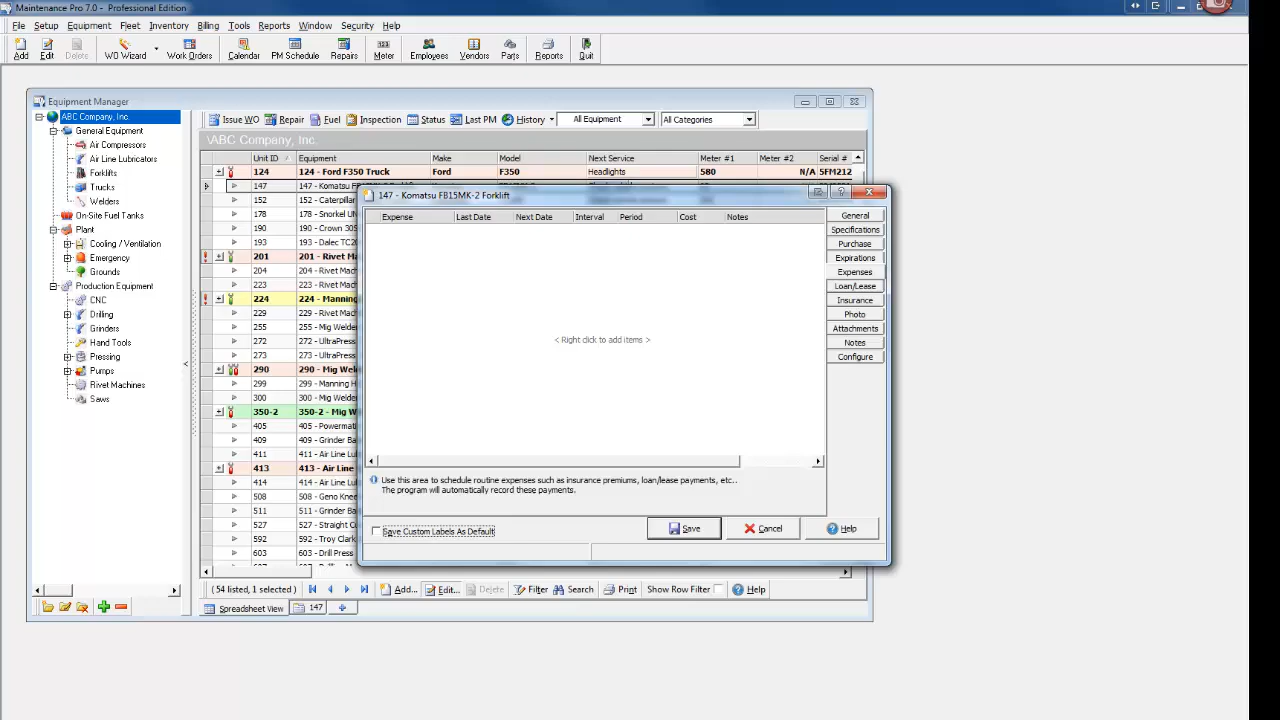 Maintenance Pro 7.0 - Professional Edition
File Setup Equipment Fleet Inventory Billing Tools Reports Window Security Help
Add Edit Delete WO Wizard Work Orders Calendar PM Schedule Repairs Meter Employees Vendors Parts Reports Quit
Equipment Manager
ABC Company, Inc.
General Equipment
Air Compressors
Air Line Lubricators
Forklifts
Trucks
Welders
On-Site Fuel Tanks
Plant
Cooling / Ventilation
Emergency
Grounds
Production Equipment
CNC
Drilling
Grinders
Hand Tools
Pressing
Pumps
Rivet Machines
Saws
Issue WO Repair Fuel Inspection Status Last PM History All Equipment All Categories
\ABC Company, Inc.
Unit ID Equipment Make Model Next Service Meter #1 Meter #2 Serial #
124 124 - Ford F350 Truck Ford F350 Headlights 580 N/A 5FM212
147
152 152 - Caterpillar
178 178 - Snorkel UN
190 190 - Crown 305
193 193 - Dalec TC20
201 201 - Rivet Ma
204 204 - Rivet Mac
223 223 - Rivet Mac
224 224 - Manning
229 229 - Rivet Mac
255 255 - Mig Welde
272 272 - UltraPress
273 273 - UltraPress
290 290 - Mig Wel
299 299 - Manning H
300 300 - Mig Weld
350-2 350-2 - Mig W
405 405 - Powermati
409 409 - Grinder Ba
411 411 - Air Line Lu
413 413 - Air Line
414 414 - Air Line Lu
508 508 - Geno Knee
511 511 - Grinder Ba
527 527 - Straight C
592 592 - Troy Clark
603 603 - Drill Press
147 - Komatsu FB15MK-2 Forklift
Expense Last Date Next Date Interval Period Cost Notes
< Right click to add items >
General
Specifications
Purchase
Expirations
Expenses
Loan/Lease
Insurance
Photo
Attachments
Notes
Configure
Use this area to schedule routine expenses such as insurance premiums, loan/lease payments, etc..
The program will automatically record these payments.
Save Custom Labels As Default Save Cancel Help
(54 listed, 1 selected) Add... Edit... Delete Filter Search Print Show Row Filter Help
Spreadsheet View 147